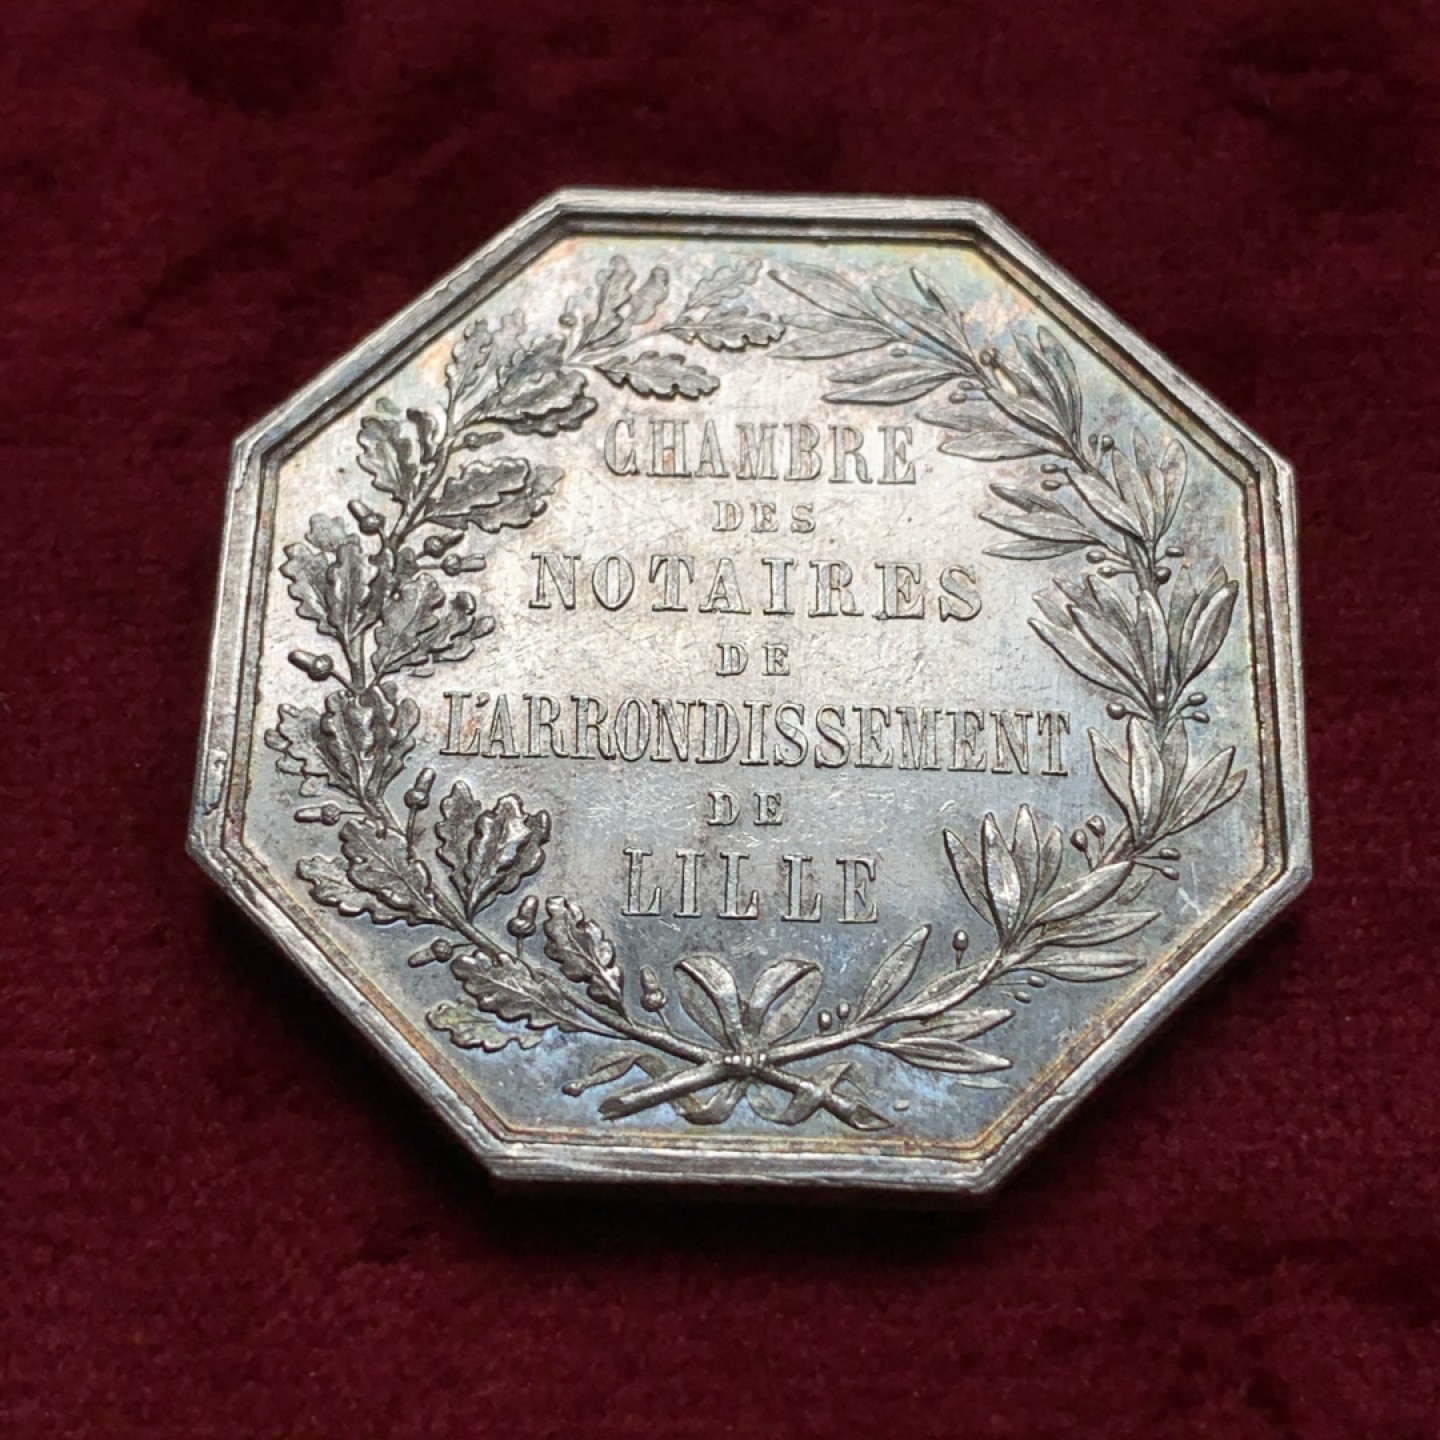 CHAMBRE
DES
NOTAIRES
DE
L'ARRONDISSEMENT
DE
LILLE